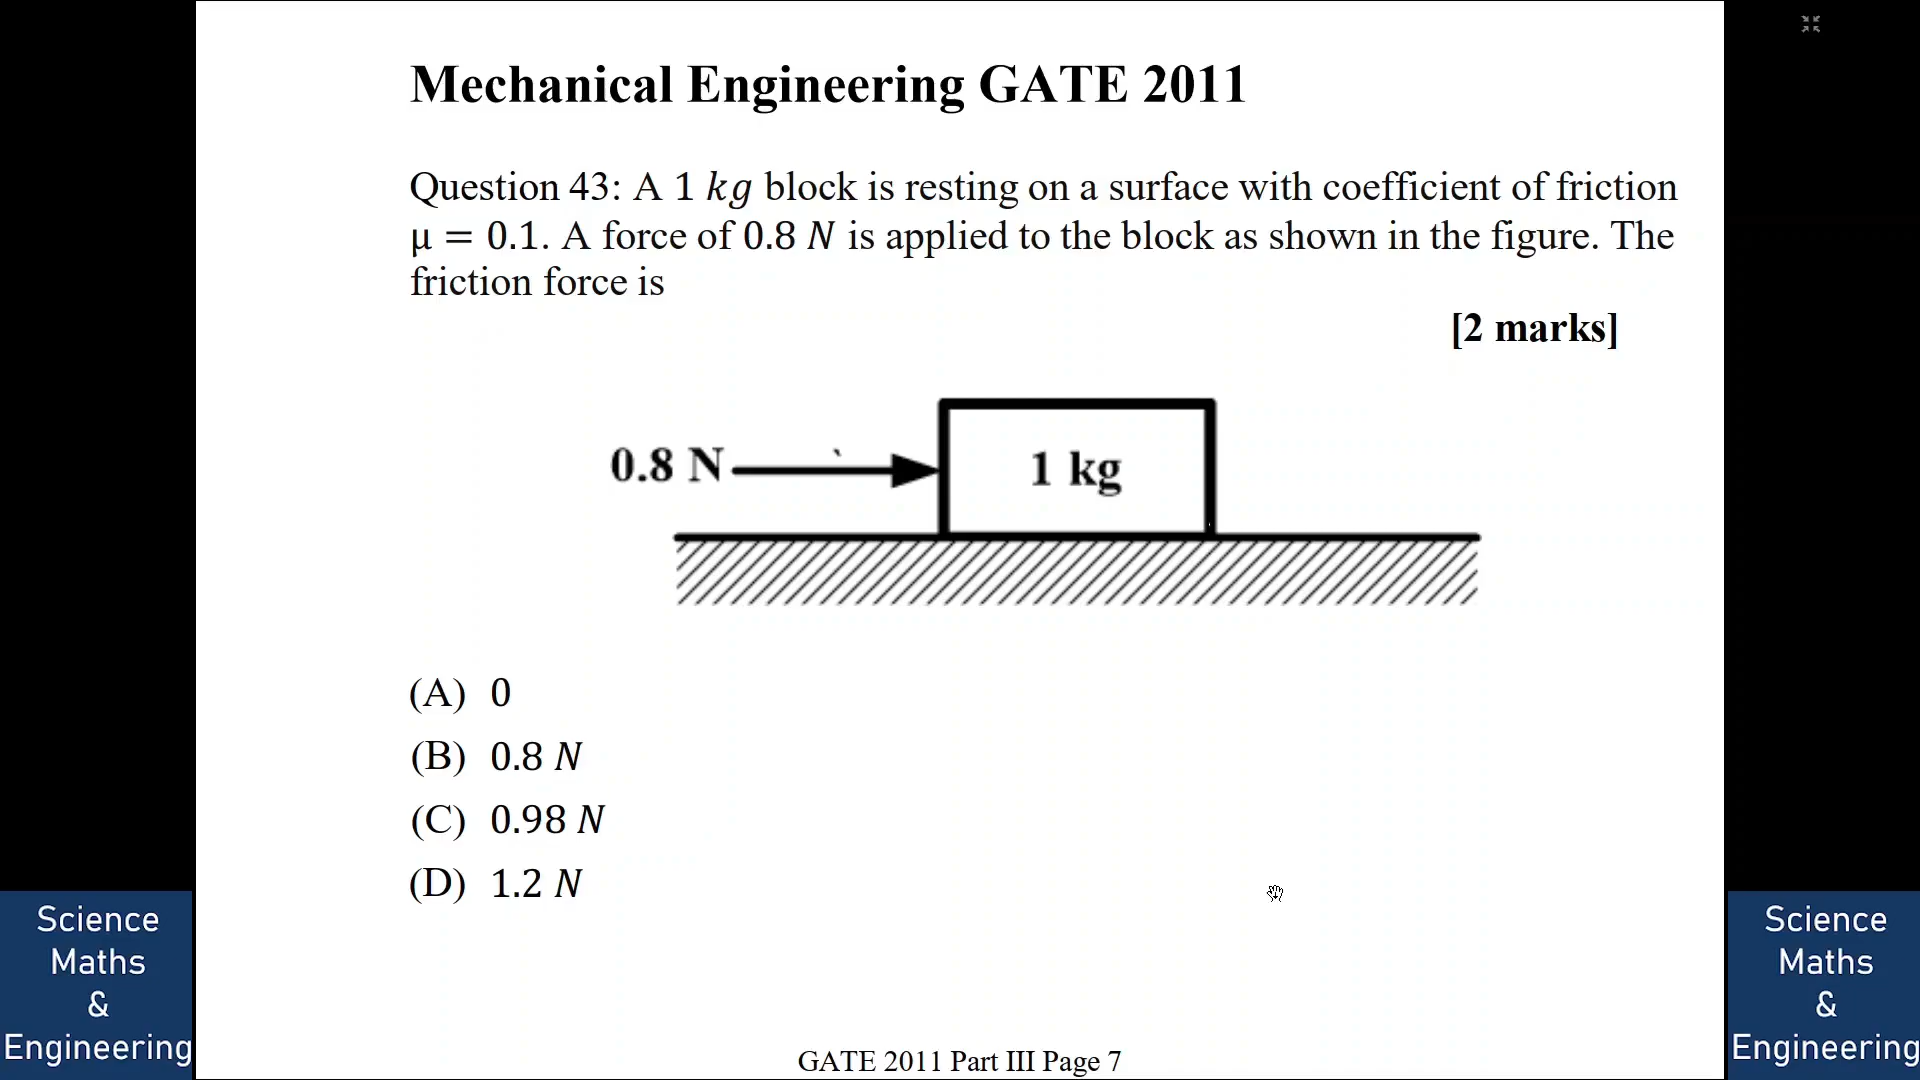 Mechanical Engineering GATE 2011
Question 43: A 1 kg block is resting on a surface with coefficient of friction
μ = 0.1. A force of 0.8 N is applied to the block as shown in the figure. The
friction force is
[2 marks]
0.8 N
1 kg
(A) 0
(B) 0.8 N
(C) 0.98 N
(D) 1.2 N
Science
Maths
&
Engineering
Science
Maths
&
Engineering
GATE 2011 Part III Page 7